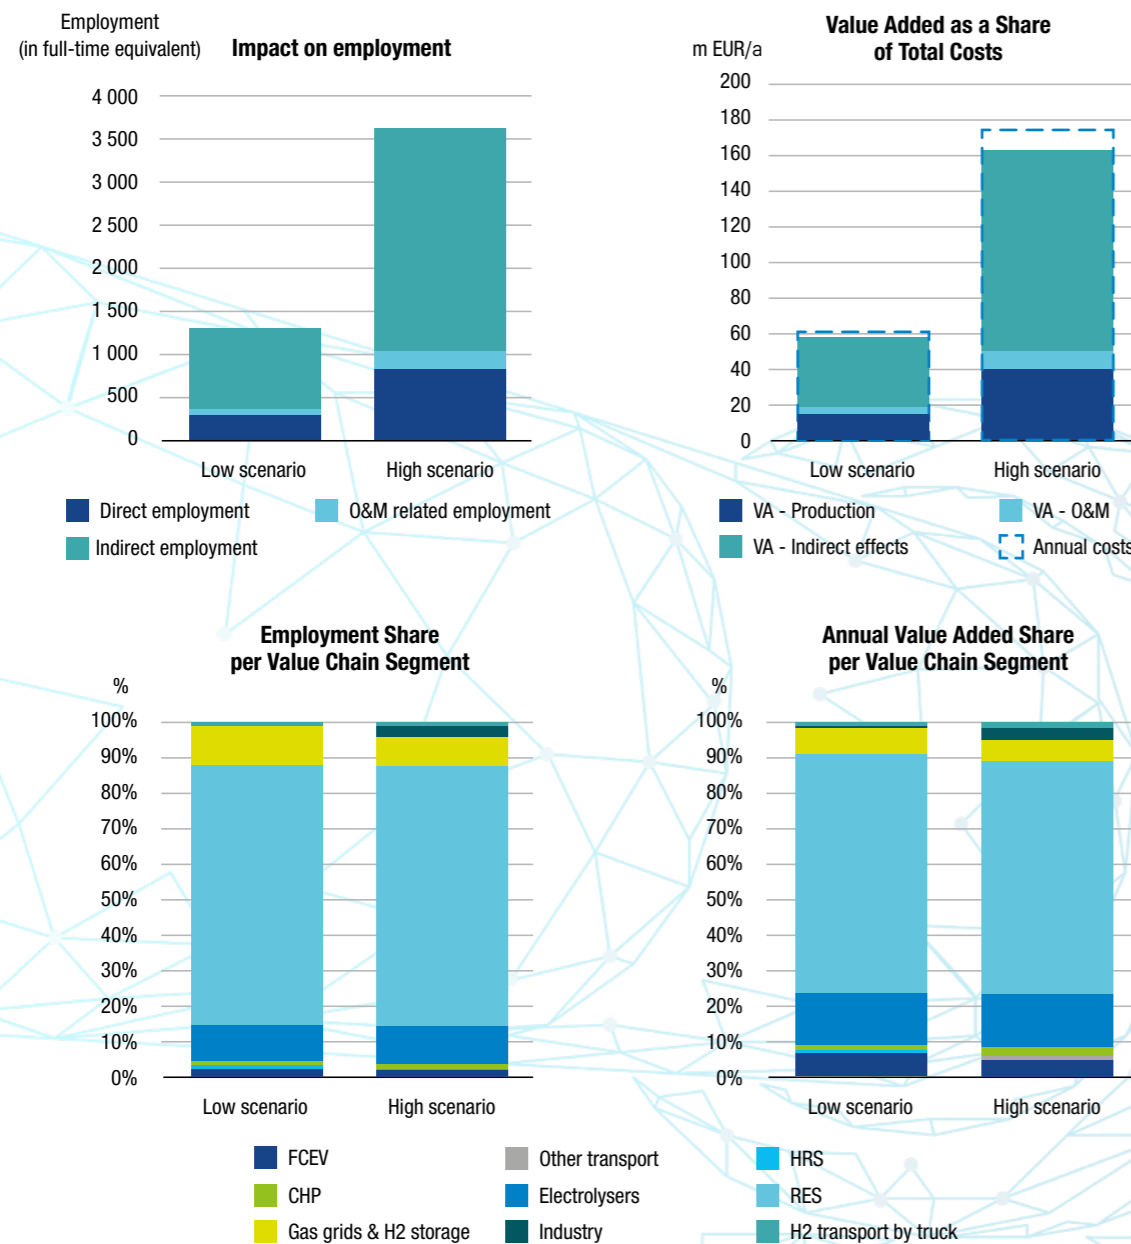 Employment
(in full-time equivalent)
Impact on employment
4 000
3 500
3 000
2 500
2 000
1 500
1 000
500
0
Low scenario
High scenario
Direct employment
O&M related employment
Indirect employment
Value Added as a Share
of Total Costs
m EUR/a
200
180
160
140
120
100
80
60
40
20
0
Low scenario
High scenario
VA - Production
VA - O&M
VA - Indirect effects
Annual costs
Employment Share
per Value Chain Segment
%
100%
90%
80%
70%
60%
50%
40%
30%
20%
10%
0%
Low scenario
High scenario
Annual Value Added Share
per Value Chain Segment
%
100%
90%
80%
70%
60%
50%
40%
30%
20%
10%
0%
Low scenario
High scenario
FCEV
Other transport
HRS
CHP
Electrolysers
RES
Gas grids & H2 storage
Industry
H2 transport by truck